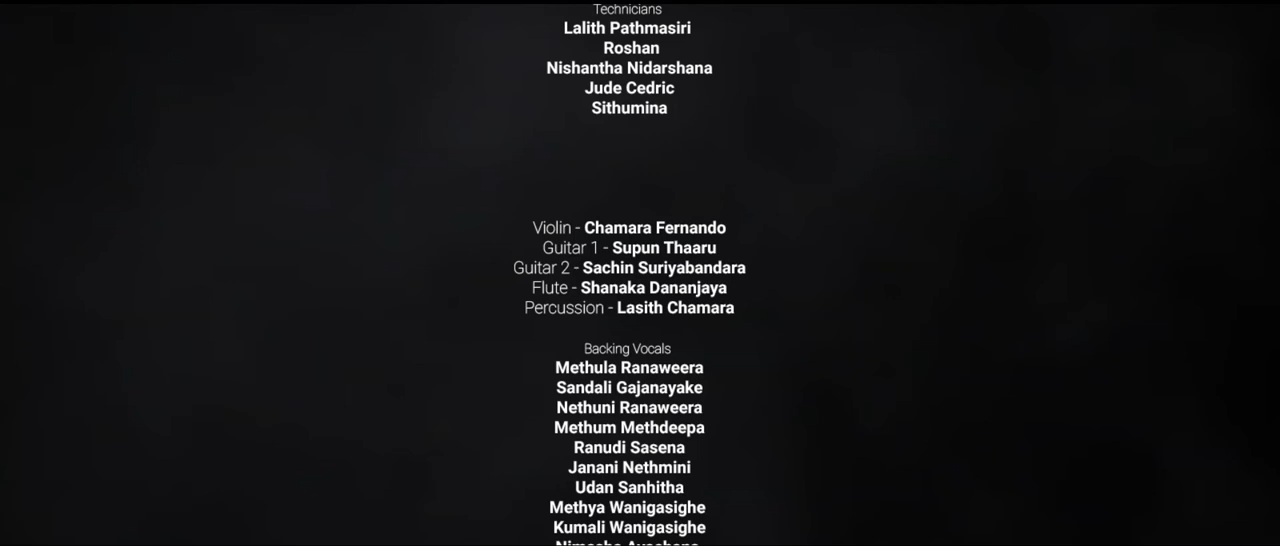 Technicians
Lalith Pathmasiri
Roshan
Nishantha Nidarshana
Jude Cedric
Sithumina
Violin - Chamara Fernando
Guitar 1 - Supun Thaaru
Guitar 2 - Sachin Suriyabandara
Flute - Shanaka Dananjaya
Percussion - Lasith Chamara
Backing Vocals
Methula Ranaweera
Sandali Gajanayake
Nethuni Ranaweera
Methum Methdeepa
Ranudi Sasena
Janani Nethmini
Udan Sanhitha
Methya Wanigasighe
Kumali Wanigasighe